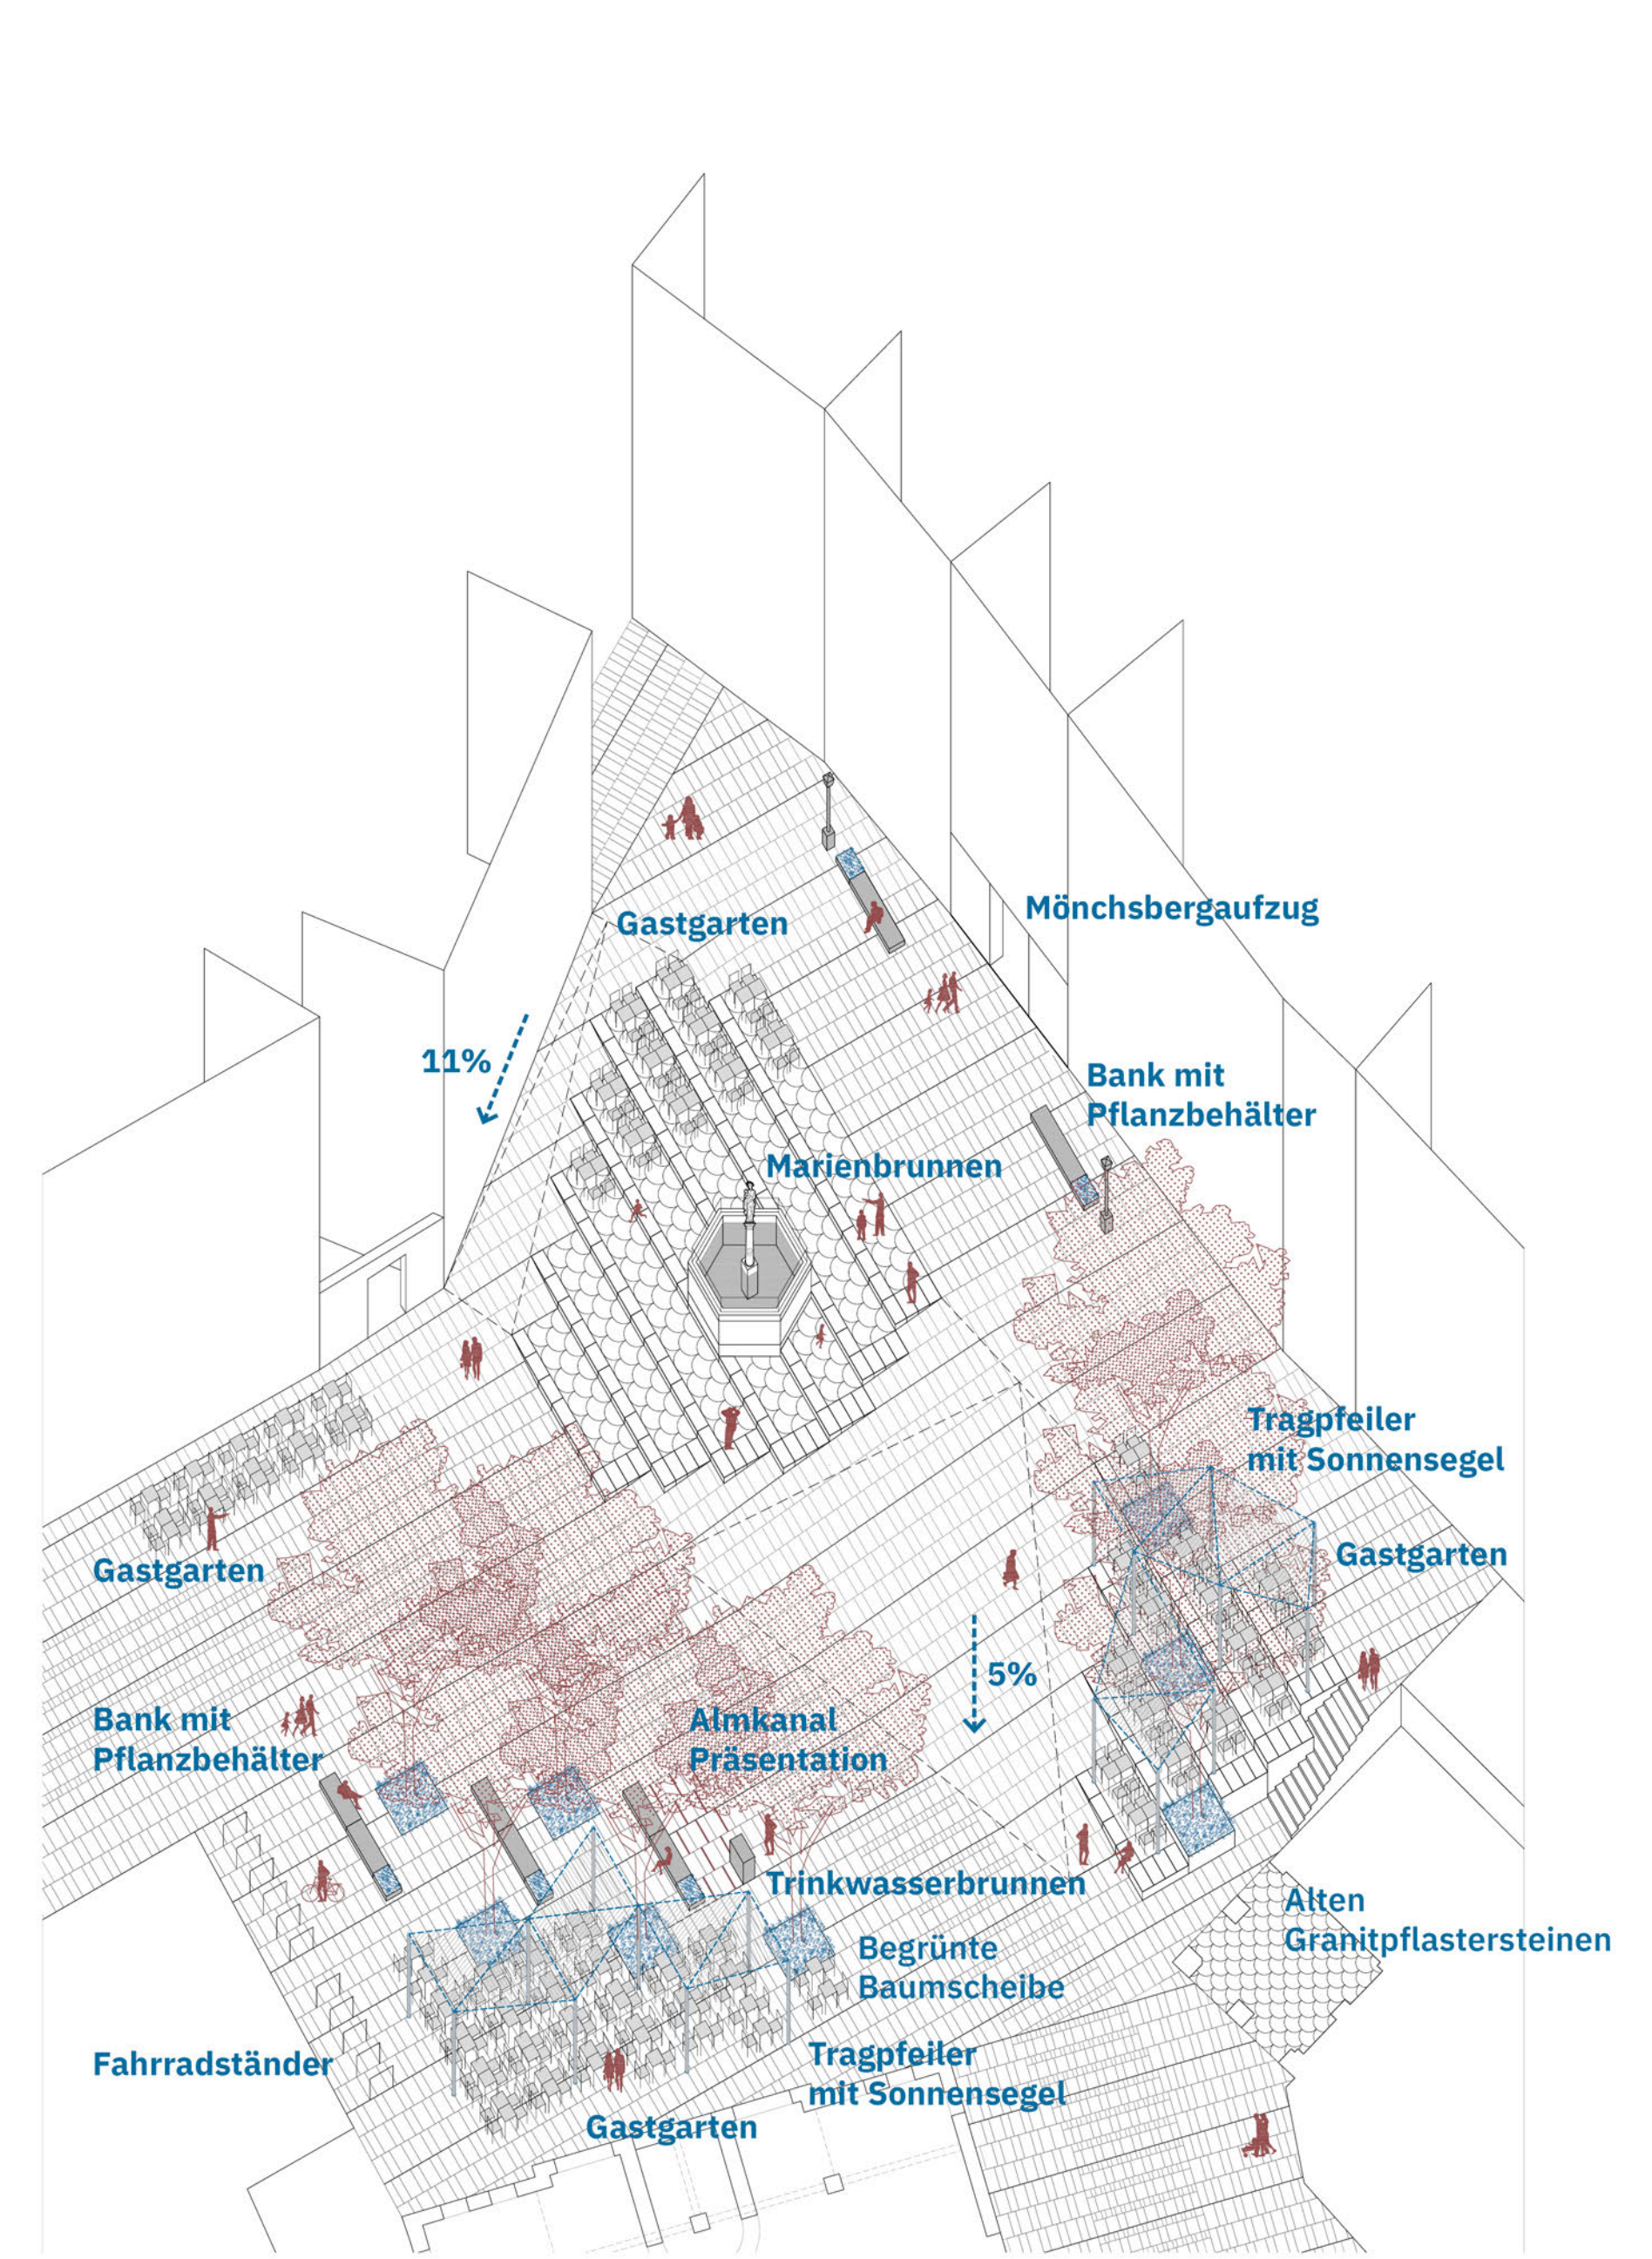 Mönchsbergaufzug
Gastgarten
11%
Bank mit
Pflanzbehälter
Marienbrunnen
Tragpfeiler
mit Sonnensegel
Gastgarten
Gastgarten
5%
Bank mit
Pflanzbehälter
Almkanal
Präsentation
Trinkwasserbrunnen
Alten
Granitpflastersteinen
Begrünte
Baumscheibe
Fahrradständer
Tragpfeiler
mit Sonnensegel
Gastgarten